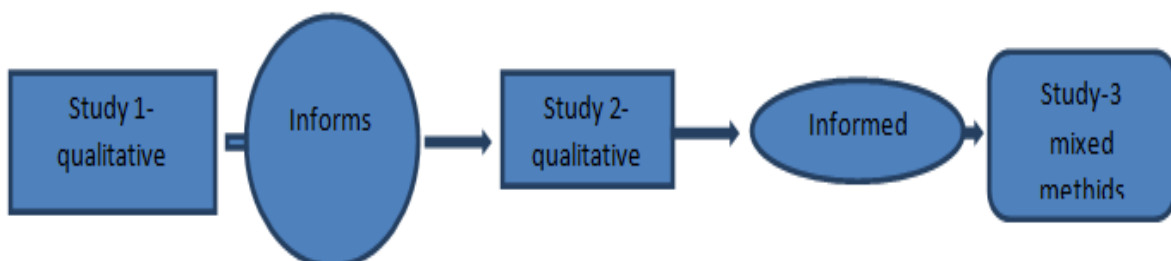 Study 1-
qualitative
Informs
Study 2-
qualitative
Informed
Study-3
mixed
methids